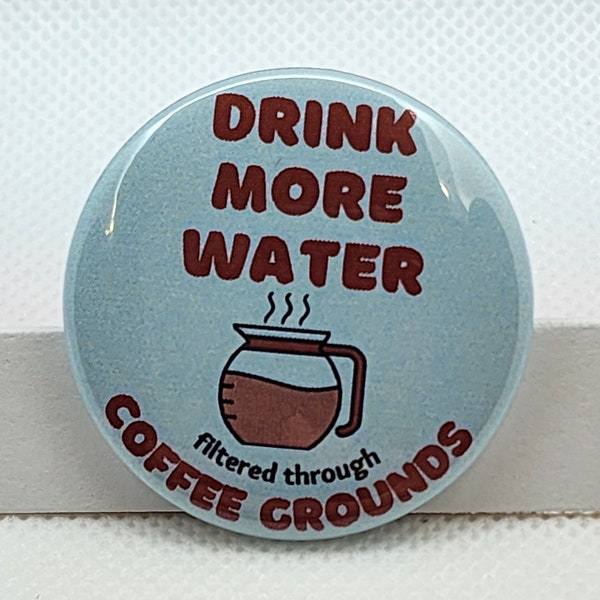 DRINK
MORE
WATER
filtered through
COFFEE GROUNDS